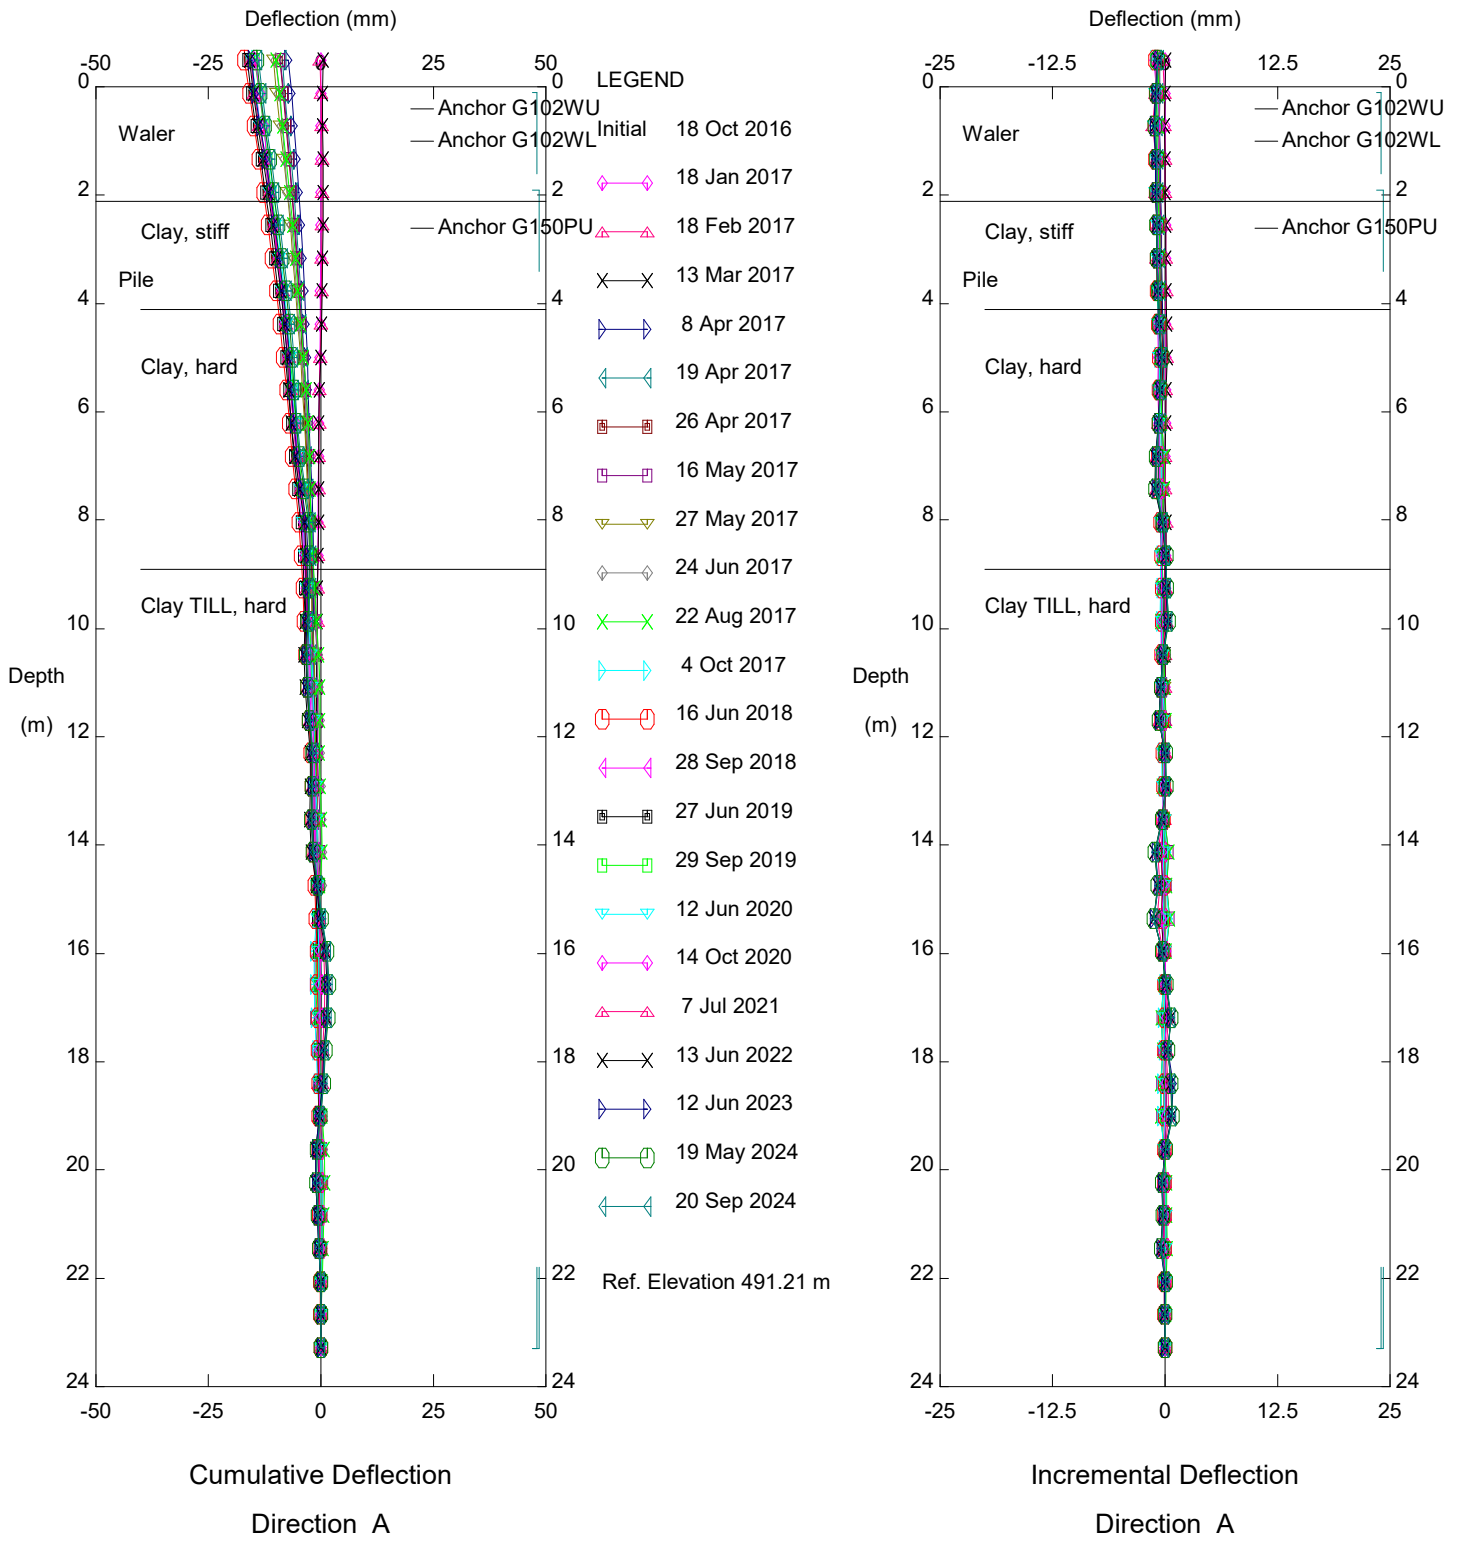 Deflection (mm)
-50 -25 0 25 50
0 0
2 2
4 4
6 6
8 8
10 10
12 12
14 14
16 16
18 18
20 20
22 22
24 24
-50 -25 0 25 50
Depth
(m)
Waler
Clay, stiff
Pile
Clay, hard
Clay TILL, hard
Anchor G102WU
Anchor G102WL
Anchor G150PU
Cumulative Deflection
Direction A
LEGEND
Initial 18 Oct 2016
18 Jan 2017
18 Feb 2017
13 Mar 2017
8 Apr 2017
19 Apr 2017
26 Apr 2017
16 May 2017
27 May 2017
24 Jun 2017
22 Aug 2017
4 Oct 2017
16 Jun 2018
28 Sep 2018
27 Jun 2019
29 Sep 2019
12 Jun 2020
14 Oct 2020
7 Jul 2021
13 Jun 2022
12 Jun 2023
19 May 2024
20 Sep 2024
Ref. Elevation 491.21 m
Deflection (mm)
-25 -12.5 0 12.5 25
0 0
2 2
4 4
6 6
8 8
10 10
12 12
14 14
16 16
18 18
20 20
22 22
24 24
-25 -12.5 0 12.5 25
Depth
(m)
Waler
Clay, stiff
Pile
Clay, hard
Clay TILL, hard
Anchor G102WU
Anchor G102WL
Anchor G150PU
Incremental Deflection
Direction A